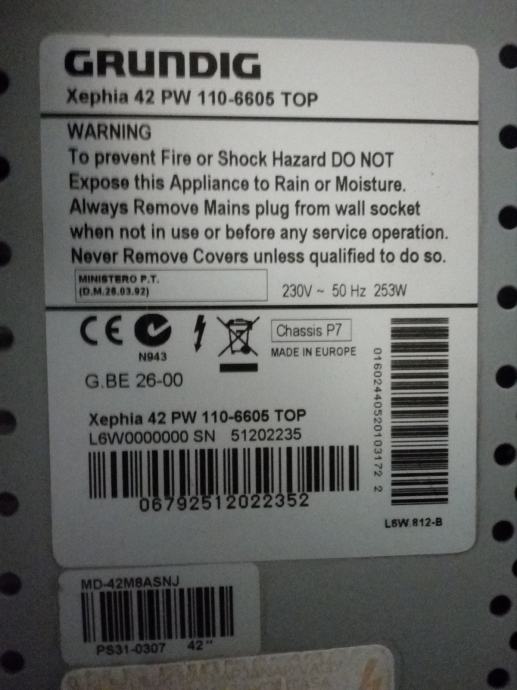 GRUNDIG
Xephia 42 PW 110-6605 TOP
WARNING
To prevent Fire or Shock Hazard DO NOT
Expose this Appliance to Rain or Moisture.
Always Remove Mains plug from wall socket
when not in use or before any service operation.
Never Remove Covers unless qualified to do so.
MINISTERO P.T.
(D.M.26.03.92)
230V ~ 50 Hz 253W
CE
N943
Chassis P7
MADE IN EUROPE
G.BE 26-00
Xephia 42 PW 110-6605 TOP
L6W0000000 SN 51202235
06792512022352
01602440520103172 2
L6W.812-B
MD-42M8ASNJ
PS31-0307 42"